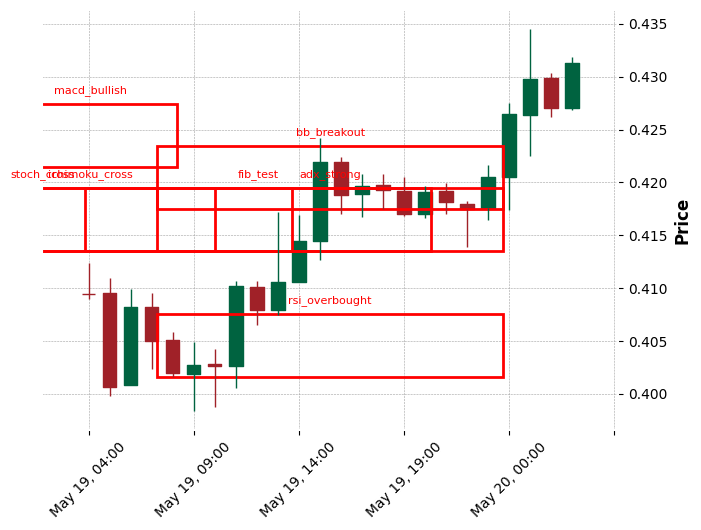 0.435
0.430
macd_bullish
0.425
bb_breakout
stoch_cross
ichimoku_cross
fib_test
adx_strong
0.420
Price
0.415
0.410
rsi_overbought
0.405
0.400
May 19, 04:00
May 19, 09:00
May 19, 14:00
May 19, 19:00
May 20, 00:00